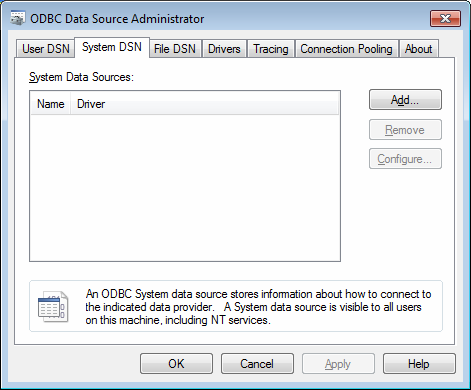 ODBC Data Source Administrator
User DSN System DSN File DSN Drivers Tracing Connection Pooling About
System Data Sources:
Name Driver
Add...
Remove
Configure...
An ODBC System data source stores information about how to connect to
the indicated data provider. A System data source is visible to all users
on this machine, including NT services.
OK Cancel Apply Help